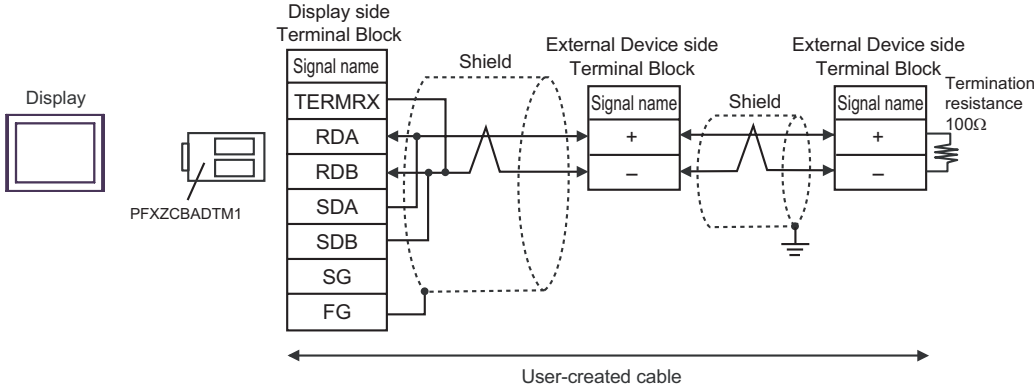 Display side
Terminal Block
Signal name
TERMRX
RDA
RDB
SDA
SDB
SG
FG
Display
PFXZCBADTM1
Shield
External Device side
Terminal Block
Signal name
+
–
Shield
External Device side
Terminal Block
Signal name
+
–
Termination
resistance
100Ω
User-created cable